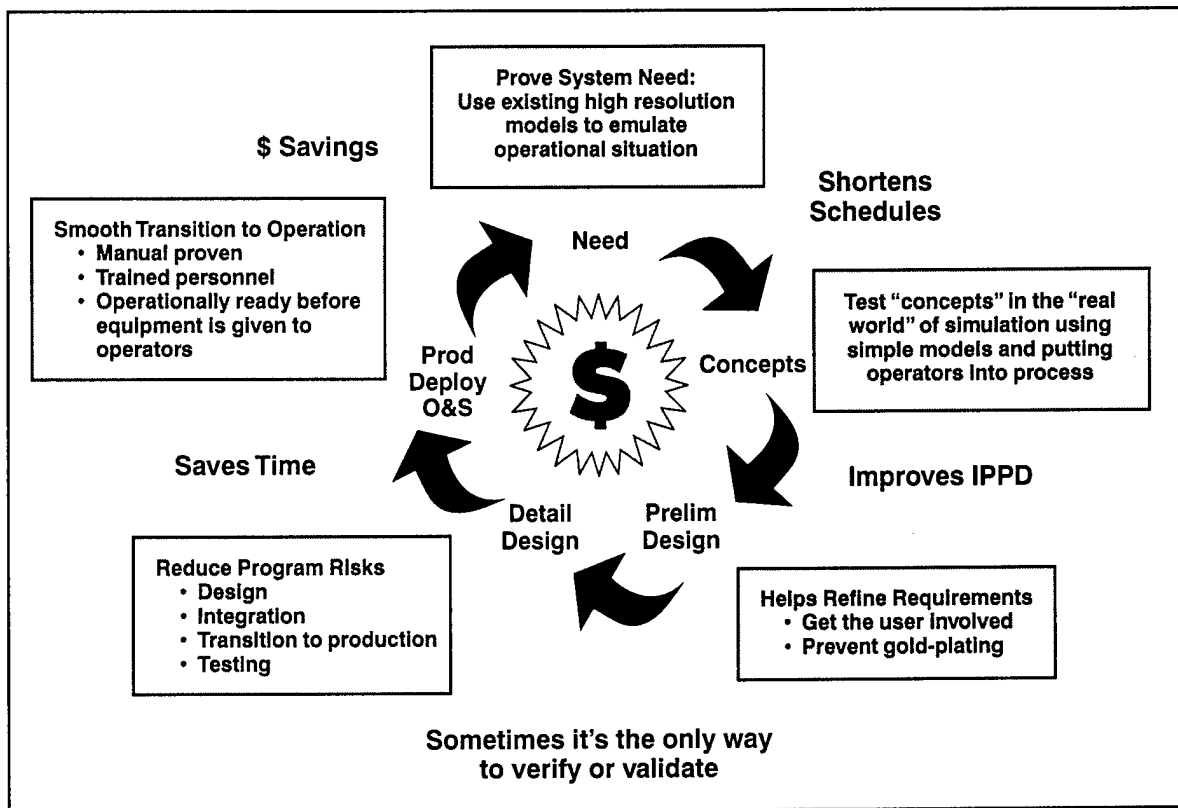 Prove System Need:
Use existing high resolution
models to emulate
operational situation
$ Savings
Shortens
Schedules
Smooth Transition to Operation
• Manual proven
• Trained personnel
• Operationally ready before
equipment is given to
operators
Need
Test “concepts” in the “real
world” of simulation using
simple models and putting
operators into process
Prod
Deploy
O&S
$
Concepts
Saves Time
Improves IPPD
Detail
Design
Prelim
Design
Reduce Program Risks
• Design
• Integration
• Transition to production
• Testing
Helps Refine Requirements
• Get the user involved
• Prevent gold-plating
Sometimes it's the only way
to verify or validate